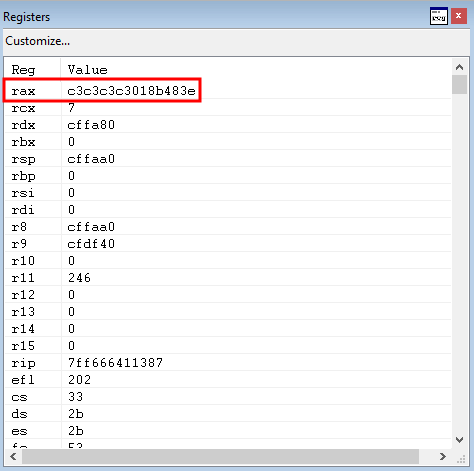 Registers
Customize...
Reg Value
rax c3c3c3c3018b483e
rcx 7
rdx cffa80
rbx 0
rsp cffaa0
rbp 0
rsi 0
rdi 0
r8 cffaa0
r9 cfdf40
r10 0
r11 246
r12 0
r13 0
r14 0
r15 0
rip 7ff666411387
efl 202
cs 33
ds 2b
es 2b